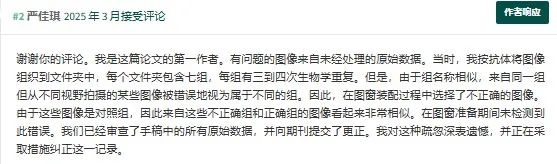 #2 严佳琪 2025 年 3 月接受评论
作者响应
谢谢你的评论。我是这篇论文的第一作者。有问题的图像来自未经处理的原始数据。当时，我按抗体将图像
组织到文件夹中，每个文件夹包含七组，每组有三到四次生物学重复。但是，由于组名称相似，来自同一组
但从不同视野拍摄的某些图像被错误地视为属于不同的组。因此，在图窗装配过程中选择了不正确的图像。
由于这些图像是对照组，因此来自这些不正确组和正确组的图像看起来非常相似。在图窗准备期间未检测到
此错误。我们已经审查了手稿中的所有原始数据，并向期刊提交了更正。我对这种疏忽深表遗憾，并正在采
取措施纠正这一记录。